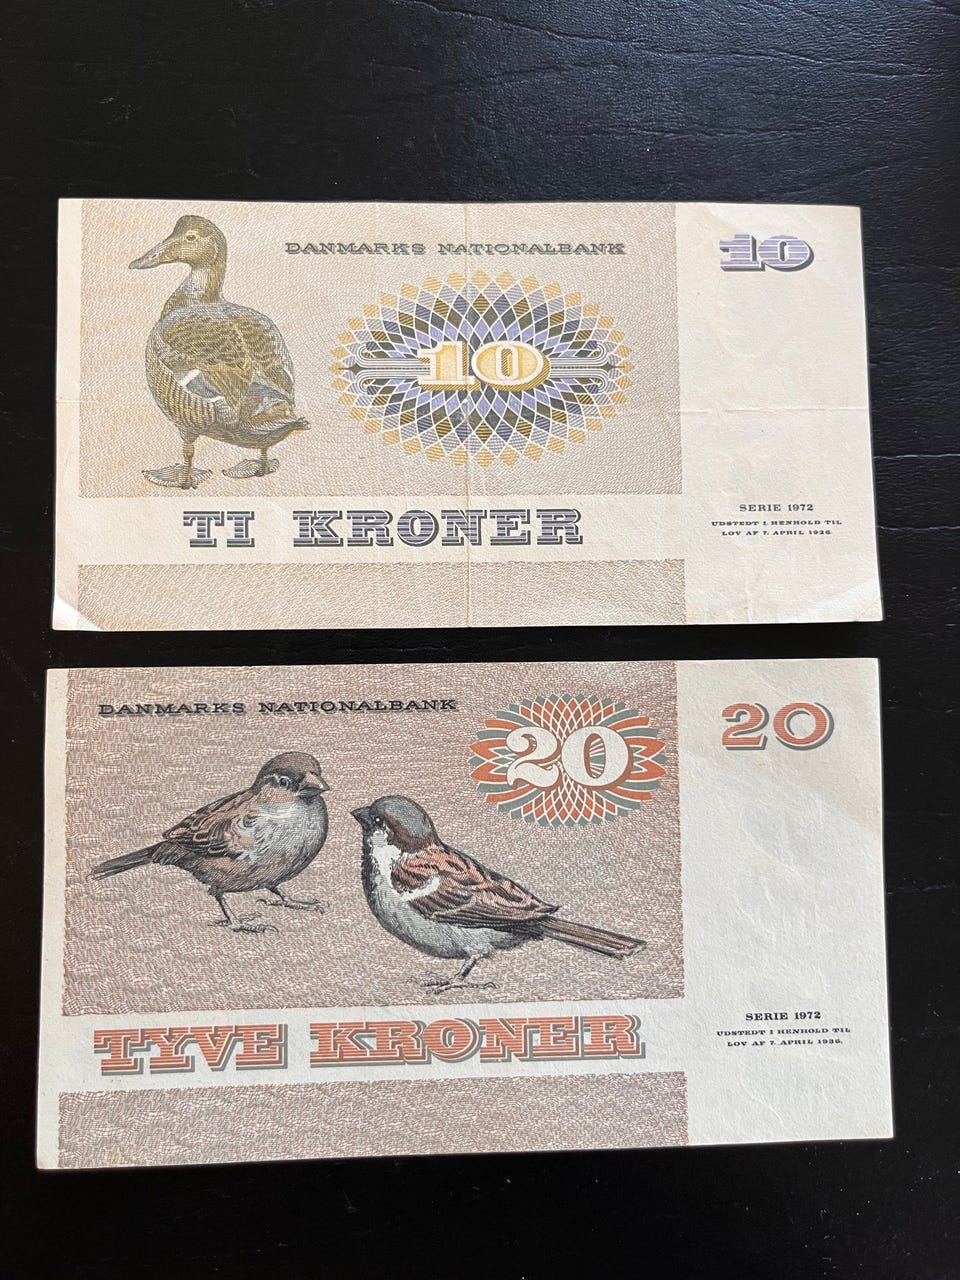 DANMARKS NATIONALBANK
10
10
TI KRONER
SERIE 1972
UDSTEDT I HENHOLD TIL
LOV AF 7. APRIL 1936.
DANMARKS NATIONALBANK
20
20
TYVE KRONER
SERIE 1972
UDSTEDT I HENHOLD TIL
LOV AF 7. APRIL 1936.